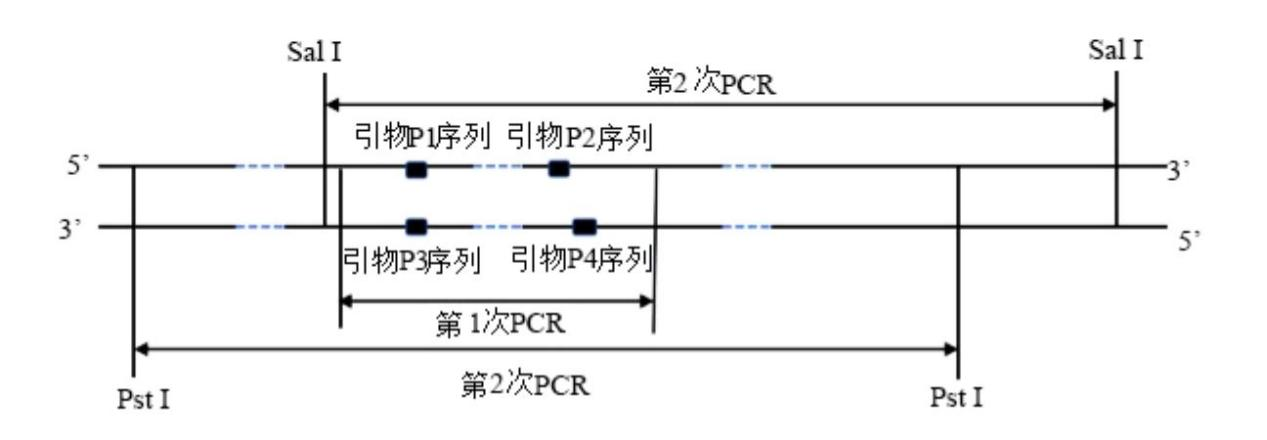 Sal I
Sal I
第2次PCR
引物P1序列 引物P2序列
5’
3’
3’
5’
引物P3序列 引物P4序列
第1次PCR
第2次PCR
Pst I
Pst I